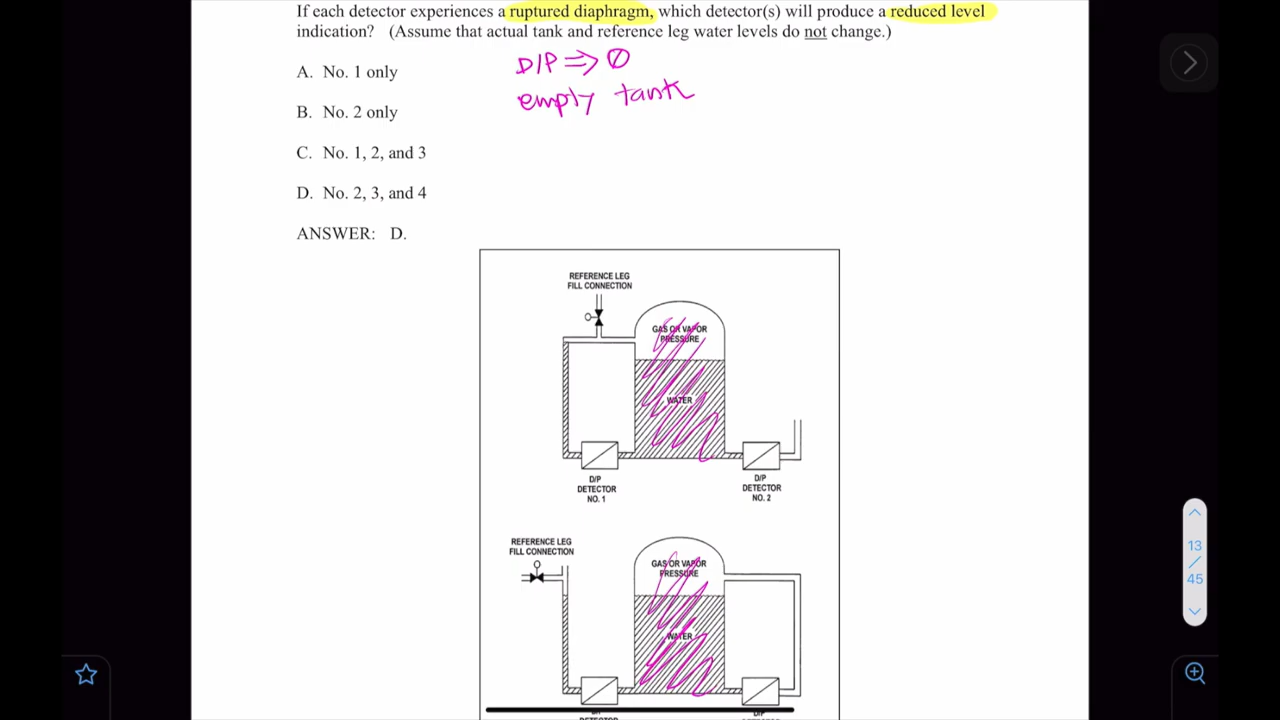 If each detector experiences a ruptured diaphragm, which detector(s) will produce a reduced level
indication? (Assume that actual tank and reference leg water levels do not change.)
D/P ⇒ 0
A. No. 1 only
empty tank
B. No. 2 only
C. No. 1, 2, and 3
D. No. 2, 3, and 4
ANSWER: D.
REFERENCE LEG
FILL CONNECTION
GAS OR VAPOR
PRESSURE
WATER
D/P
DETECTOR
NO. 1
D/P
DETECTOR
NO. 2
REFERENCE LEG
FILL CONNECTION
GAS OR VAPOR
PRESSURE
WATER
13
/
45
D/P
DETECTOR
DETECTOR